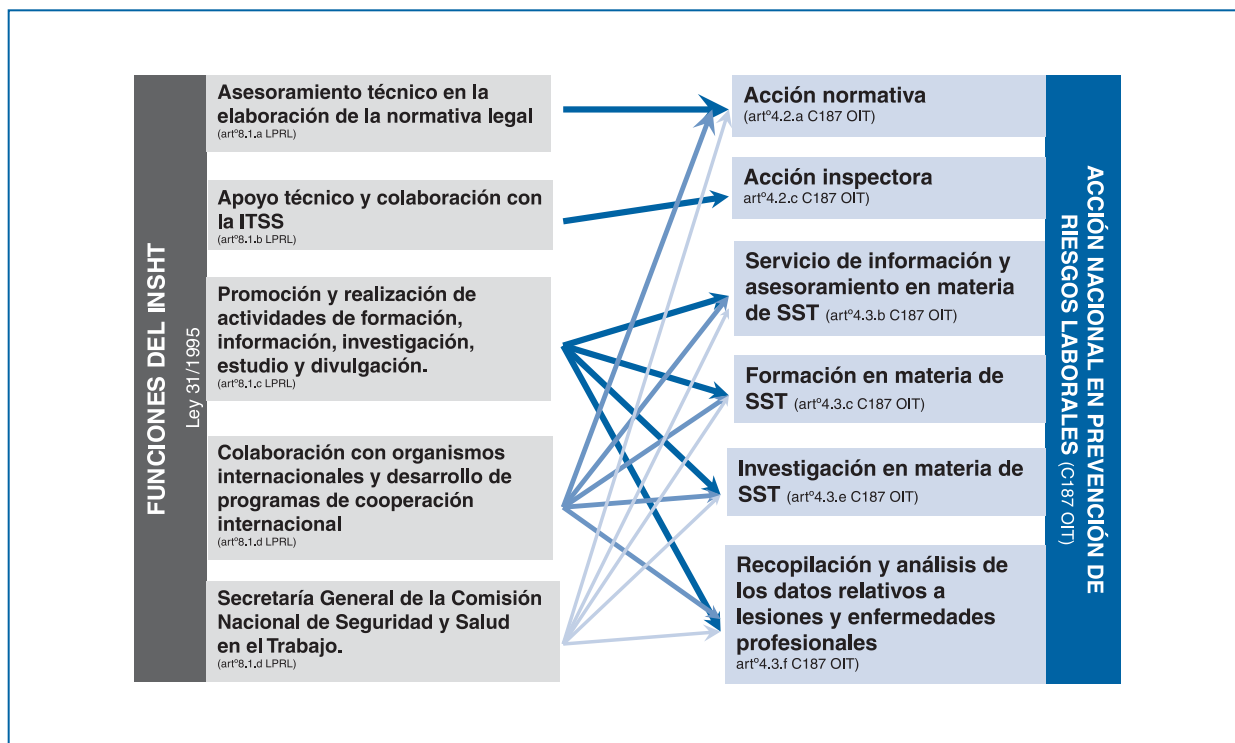 FUNCIONES DEL INSHT
Ley 31/1995
Asesoramiento técnico en la
elaboración de la normativa legal
(artº8.1.a LPRL)
Apoyo técnico y colaboración con
la ITSS
(artº8.1.b LPRL)
Promoción y realización de
actividades de formación,
información, investigación,
estudio y divulgación.
(artº8.1.c LPRL)
Colaboración con organismos
internacionales y desarrollo de
programas de cooperación
internacional
(artº8.1.d LPRL)
Secretaría General de la Comisión
Nacional de Seguridad y Salud
en el Trabajo.
(artº8.1.d LPRL)
Acción normativa
(artº4.2.a C187 OIT)
Acción inspectora
artº4.2.c C187 OIT)
Servicio de información y
asesoramiento en materia
de SST (artº4.3.b C187 OIT)
Formación en materia de
SST (artº4.3.c C187 OIT)
Investigación en materia de
SST (artº4.3.e C187 OIT)
Recopilación y análisis de
los datos relativos a
lesiones y enfermedades
profesionales
artº4.3.f C187 OIT)
ACCIÓN NACIONAL EN PREVENCIÓN DE
RIESGOS LABORALES (C187 OIT)